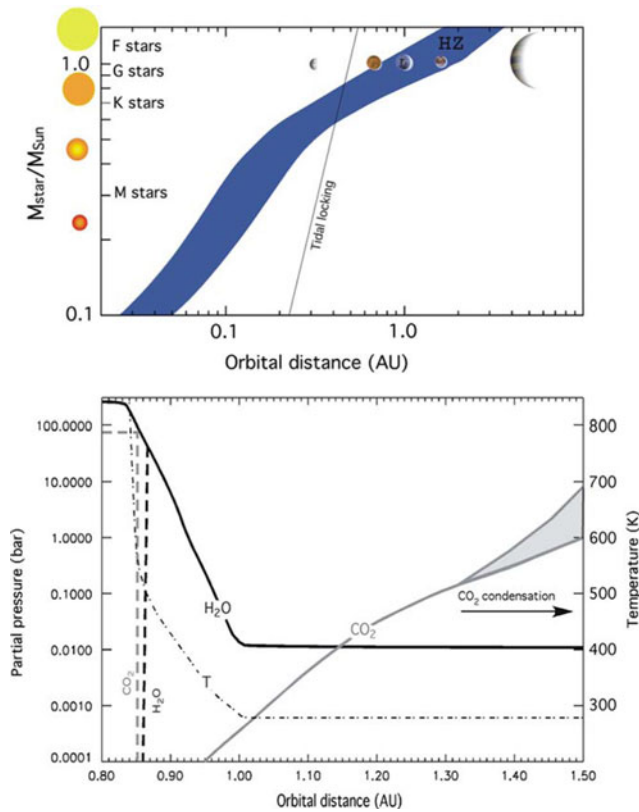 F stars
1.0
G stars
K stars
M stars
0.1
Mstar/MSun
HZ
Tidal locking
0.1
1.0
Orbital distance (AU)
100.0000
10.0000
1.0000
0.1000
0.0100
0.0010
0.0001
Partial pressure (bar)
800
700
600
500
400
300
Temperature (K)
H₂O
CO₂
T
CO₂ condensation
CO₂
H₂O
0.80
0.90
1.00
1.10
1.20
1.30
1.40
1.50
Orbital distance (AU)